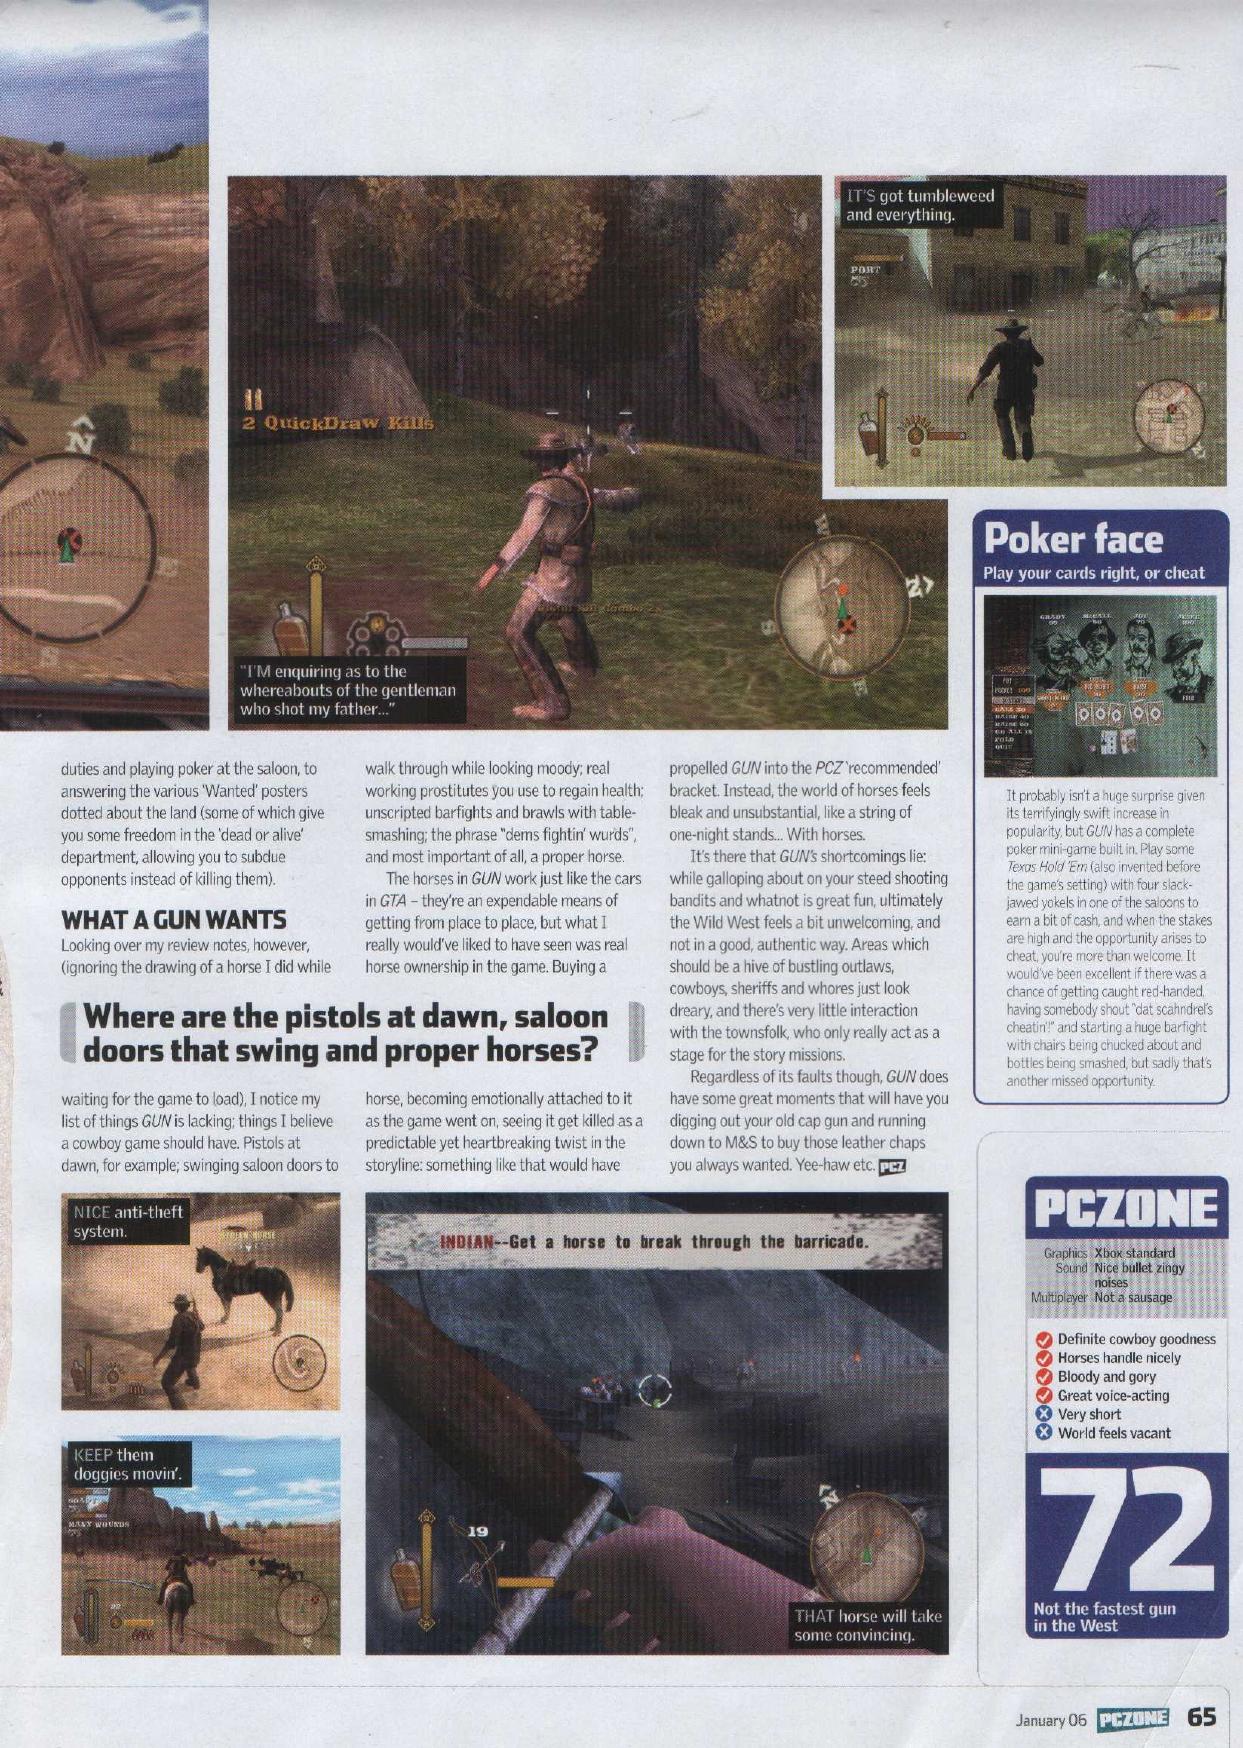 IT'S got tumbleweed
and everything.
PORT
N
2 QuickDraw Kills
N
"I'M enquiring as to the
whereabouts of the gentleman
who shot my father..."
duties and playing poker at the saloon, to
answering the various 'Wanted' posters
dotted about the land (some of which give
you some freedom in the 'dead or alive'
department, allowing you to subdue
opponents instead of killing them).
WHAT A GUN WANTS
Looking over my review notes, however,
(ignoring the drawing of a horse I did while
Where are the pistols at dawn, saloon
doors that swing and proper horses?
waiting for the game to load), I notice my
list of things GUN is lacking; things I believe
a cowboy game should have. Pistols at
dawn, for example; swinging saloon doors to
walk through while looking moody; real
working prostitutes you use to regain health;
unscripted barfights and brawls with table-
smashing; the phrase "dems fightin' wurds",
and most important of all, a proper horse.
The horses in GUN work just like the cars
in GTA – they're an expendable means of
getting from place to place, but what I
really would've liked to have seen was real
horse ownership in the game. Buying a
horse, becoming emotionally attached to it
as the game went on, seeing it get killed as a
predictable yet heartbreaking twist in the
storyline: something like that would have
propelled GUN into the PCZ 'recommended'
bracket. Instead, the world of horses feels
bleak and unsubstantial, like a string of
one-night stands... With horses.
It's there that GUN's shortcomings lie:
while galloping about on your steed shooting
bandits and whatnot is great fun, ultimately
the Wild West feels a bit unwelcoming, and
not in a good, authentic way. Areas which
should be a hive of bustling outlaws,
cowboys, sheriffs and whores just look
dreary, and there's very little interaction
with the townsfolk, who only really act as a
stage for the story missions.
Regardless of its faults though, GUN does
have some great moments that will have you
digging out your old cap gun and running
down to M&S to buy those leather chaps
you always wanted. Yee-haw etc. PCZ
Poker face
Play your cards right, or cheat
It probably isn't a huge surprise given
its terrifyingly swift increase in
popularity, but GUN has a complete
poker mini-game built in. Play some
Texas Hold 'Em (also invented before
the game's setting) with four slack-
jawed yokels in one of the saloons to
earn a bit of cash, and when the stakes
are high and the opportunity arises to
cheat, you're more than welcome. It
would've been excellent if there was a
chance of getting caught red-handed,
having somebody shout "dat scahndrel's
cheatin'!" and starting a huge barfight
with chairs being chucked about and
bottles being smashed, but sadly that's
another missed opportunity.
NICE anti-theft
system.
KEEP them
doggies movin'.
MANY WOUNDS
INDIAN--Get a horse to break through the barricade.
19
N
THAT horse will take
some convincing.
PCZONE
Graphics Xbox standard
Sound Nice bullet zingy
noises
Multiplayer Not a sausage
Definite cowboy goodness
Horses handle nicely
Bloody and gory
Great voice-acting
Very short
World feels vacant
72
Not the fastest gun
in the West
January 06 PCZONE 65